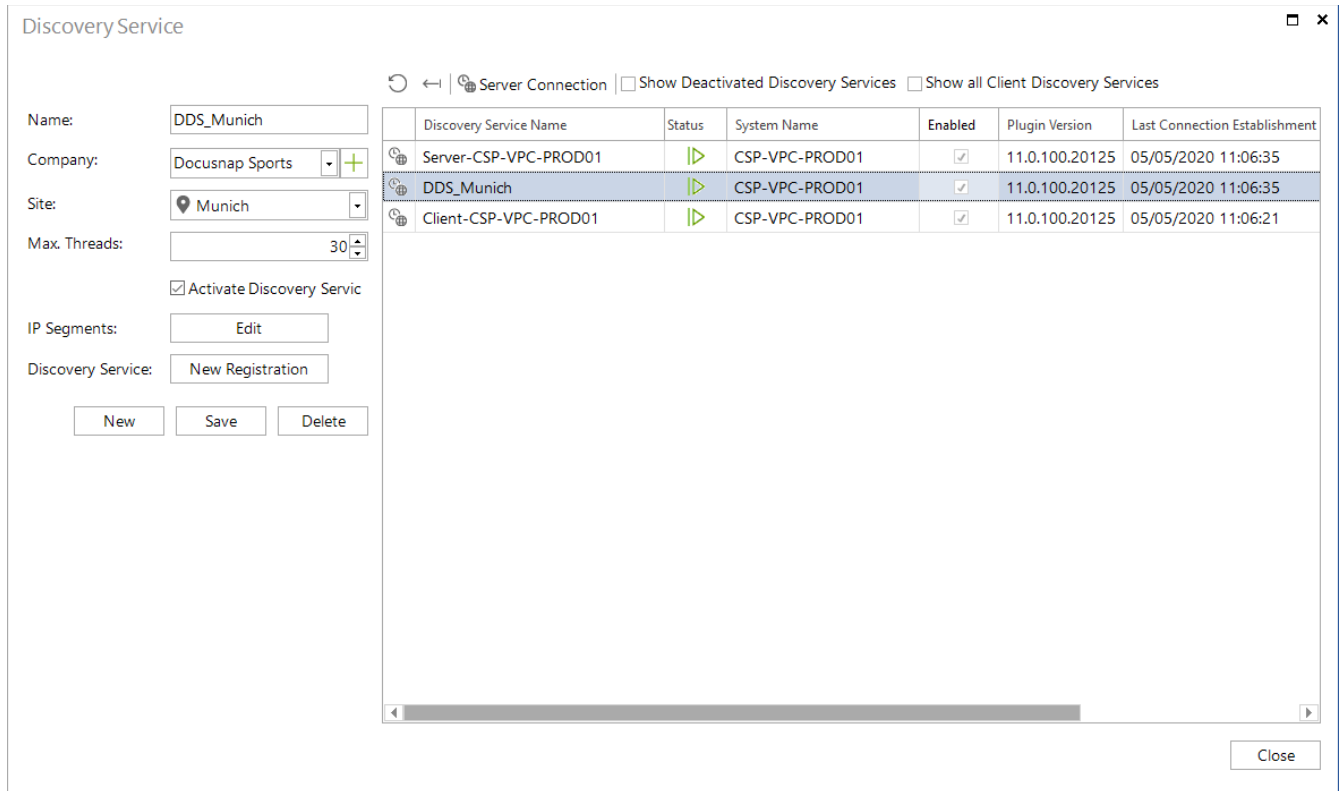 Discovery Service
Server Connection Show Deactivated Discovery Services Show all Client Discovery Services
Name: DDS_Munich
Company: Docusnap Sports
Site: Munich
Max. Threads: 30
Activate Discovery Servic
IP Segments: Edit
Discovery Service: New Registration
New Save Delete
Discovery Service Name Status System Name Enabled Plugin Version Last Connection Establishment
Server-CSP-VPC-PROD01 CSP-VPC-PROD01 11.0.100.20125 05/05/2020 11:06:35
DDS_Munich CSP-VPC-PROD01 11.0.100.20125 05/05/2020 11:06:35
Client-CSP-VPC-PROD01 CSP-VPC-PROD01 11.0.100.20125 05/05/2020 11:06:21
Close